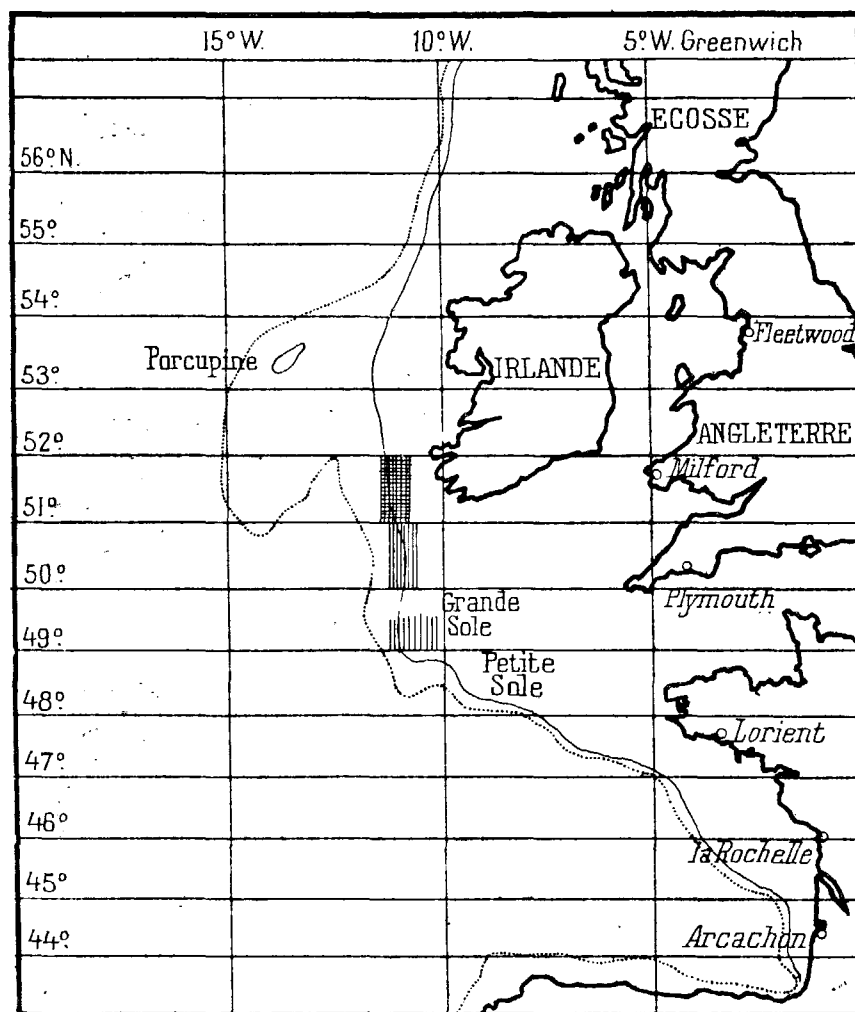 15° W.
10° W.
5° W. Greenwich
ECOSSE
56° N.
55°
54°
Fleetwood
Porcupine
IRLANDE
53°
ANGLETERRE
52°
Milford
51°
50°
Grande
Sole
Plymouth
49°
Petite
Sole
48°
Lorient
47°
46°
la Rochelle
45°
44°
Arcachon